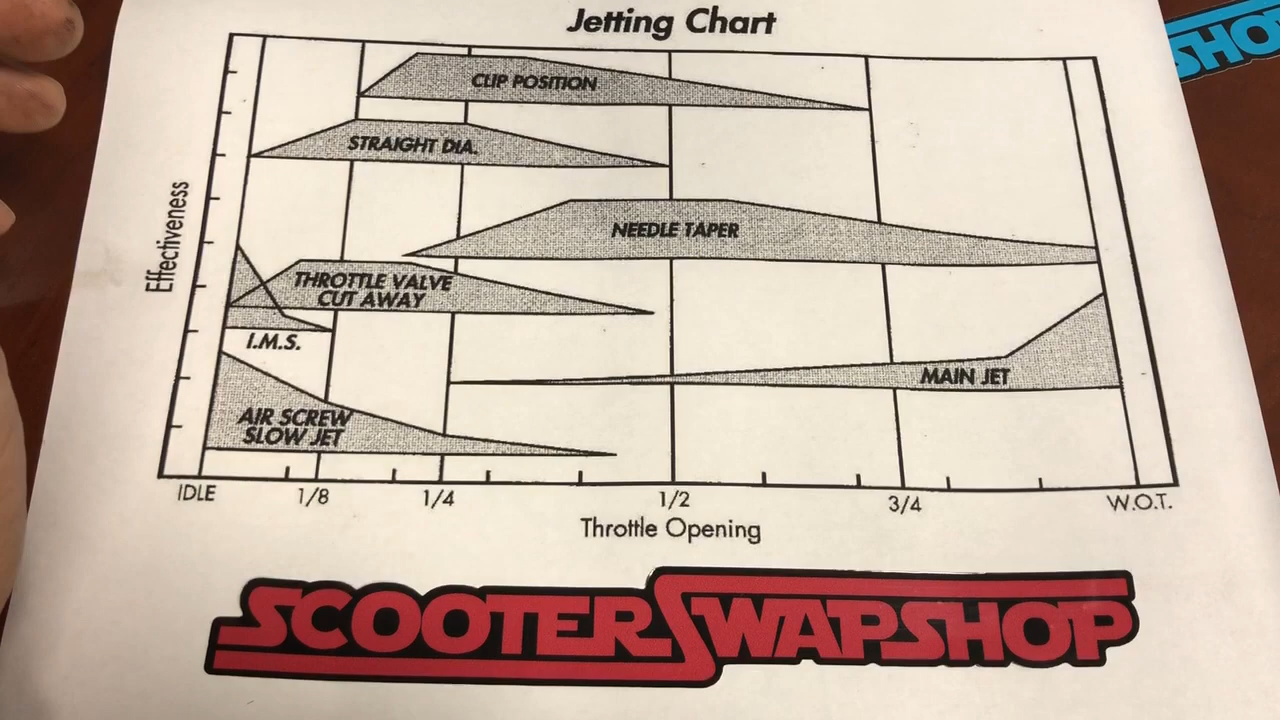 Jetting Chart
SHO
CLIP POSITION
STRAIGHT DIA.
NEEDLE TAPER
Effectiveness
THROTTLE VALVE
CUT AWAY
I.M.S.
MAIN JET
AIR SCREW
SLOW JET
IDLE 1/8 1/4 1/2 3/4 W.O.T.
Throttle Opening
SCOOTERSWAPSHOP